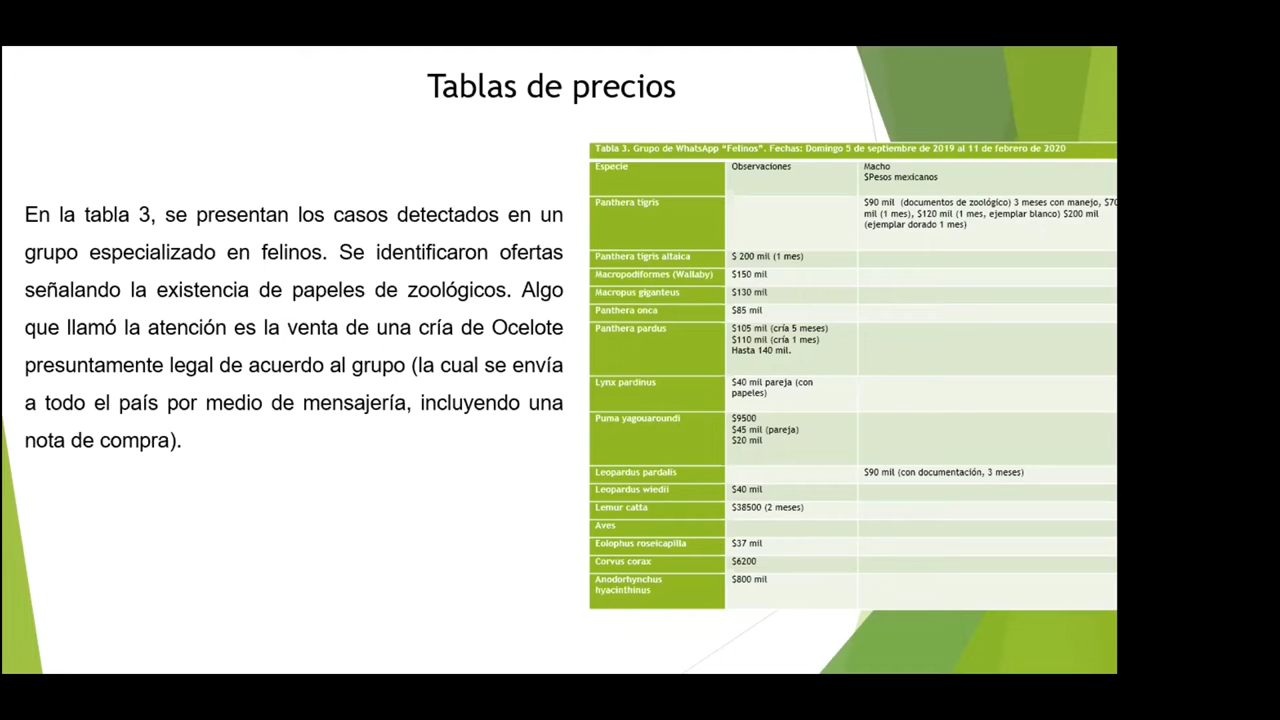 Tablas de precios
En la tabla 3, se presentan los casos detectados en un
grupo especializado en felinos. Se identificaron ofertas
señalando la existencia de papeles de zoológicos. Algo
que llamó la atención es la venta de una cría de Ocelote
presuntamente legal de acuerdo al grupo (la cual se envía
a todo el país por medio de mensajería, incluyendo una
nota de compra).
Tabla 3. Grupo de WhatsApp “Felinos”. Fechas: Domingo 5 de septiembre de 2019 al 11 de febrero de 2020
Especie Observaciones Macho
$Pesos mexicanos
Panthera tigris $90 mil (documentos de zoológico) 3 meses con manejo, $70
mil (1 mes), $120 mil (1 mes, ejemplar blanco) $200 mil
(ejemplar dorado 1 mes)
Panthera tigris altaica $ 200 mil (1 mes)
Macropodiformes (Wallaby) $150 mil
Macropus giganteus $130 mil
Panthera onca $85 mil
Panthera pardus $105 mil (cría 5 meses)
$110 mil (cría 1 mes)
Hasta 140 mil.
Lynx pardinus $40 mil pareja (con
papeles)
Puma yagouaroundi $9500
$45 mil (pareja)
$20 mil
Leopardus pardalis $90 mil (con documentación, 3 meses)
Leopardus wiedii $40 mil
Lemur catta $38500 (2 meses)
Aves
Eolophus roseicapilla $37 mil
Corvus corax $6200
Anodorhynchus $800 mil
hyacinthinus